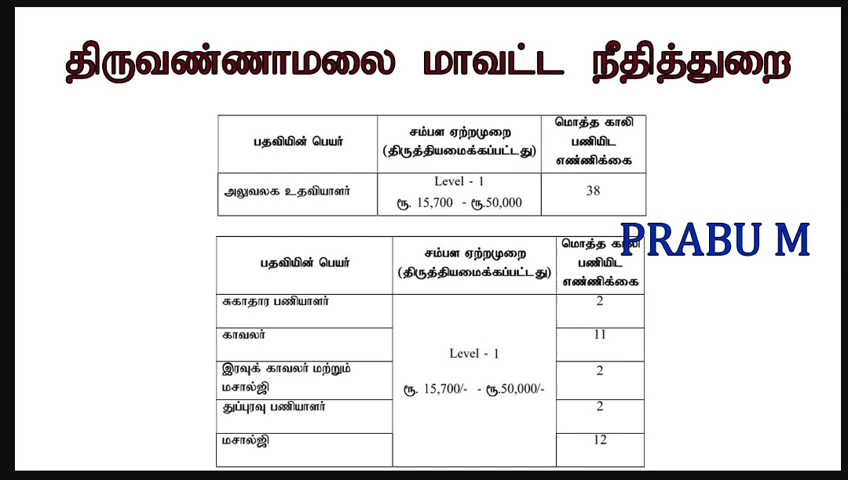 திருவண்ணாமலை மாவட்ட நீதித்துறை
பதவியின் பெயர்
சம்பள ஏற்றமுறை
(திருத்தியமைக்கப்பட்டது)
மொத்த காலி
பணியிட
எண்ணிக்கை
அலுவலக உதவியாளர்
Level - 1
ரூ. 15,700 - ரூ.50,000
38
PRABU M
பதவியின் பெயர்
சம்பள ஏற்றமுறை
(திருத்தியமைக்கப்பட்டது)
மொத்த காலி
பணியிட
எண்ணிக்கை
சுகாதார பணியாளர்
2
காவலர்
11
Level - 1
ரூ. 15,700/- - ரூ.50,000/-
இரவுக் காவலர் மற்றும்
மசால்ஜி
2
துப்புரவு பணியாளர்
2
மசால்ஜி
12